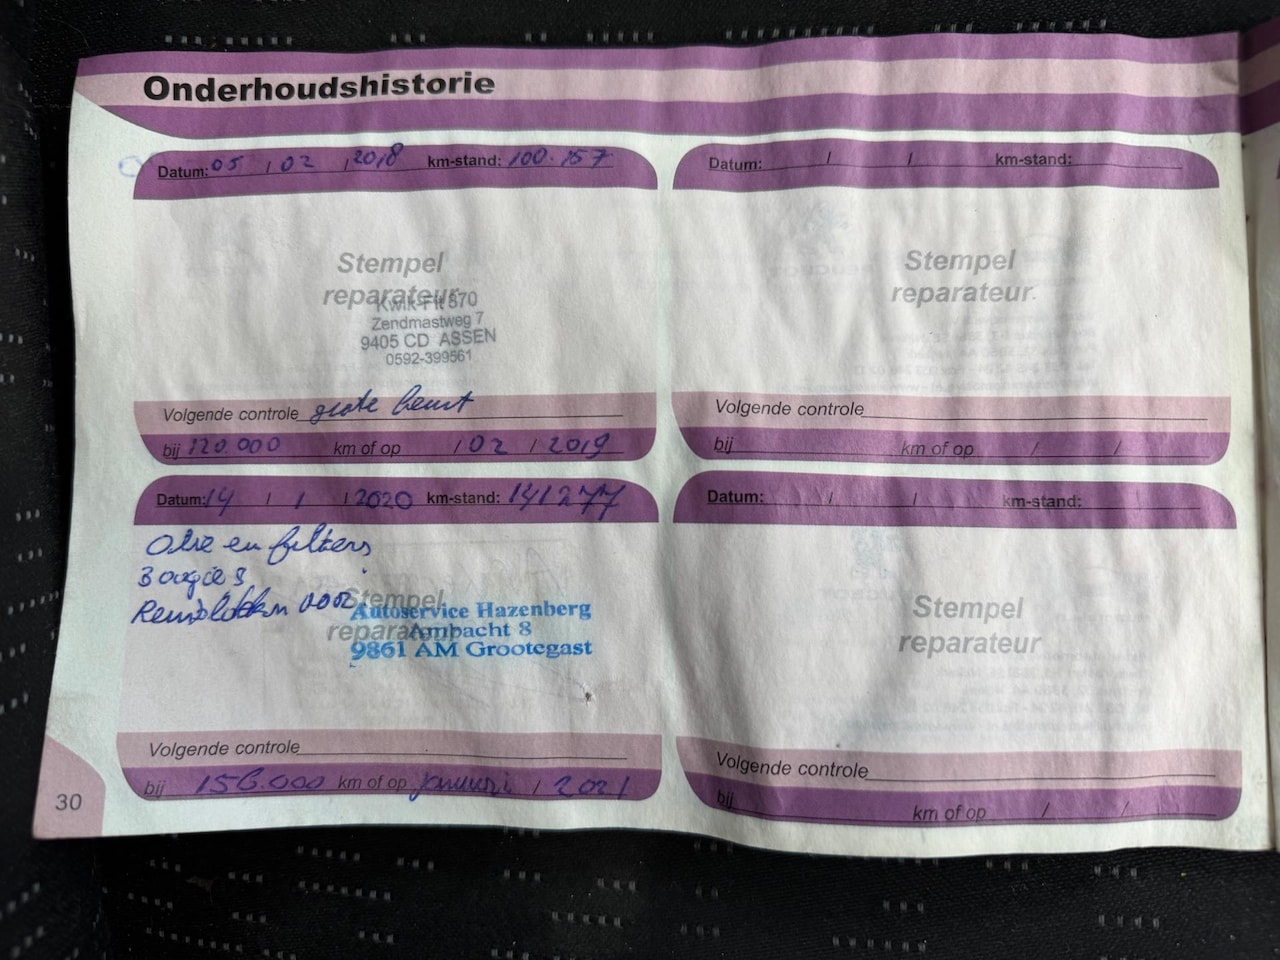 Onderhoudshistorie
Datum: 05 / 02 / 2018 km-stand: 100.157
Stempel
reparateur
Kwik-Fit 870
Zendmastweg 7
9405 CD ASSEN
0592-399561
Volgende controle grote beurt
bij 120.000 km of op / 02 / 2019
Datum: 14 / 1 / 2020 km-stand: 141277
Olie en filters
Bougies
Remblokken voor
Stempel
reparateur
Autoservice Hazenberg
Ambacht 8
9861 AM Grootegast
Volgende controle
bij 156.000 km of op januari / 2021
30
Datum: / / km-stand:
Stempel
reparateur
Volgende controle
bij km of op / /
Datum: / / km-stand:
Stempel
reparateur
Volgende controle
bij km of op / /